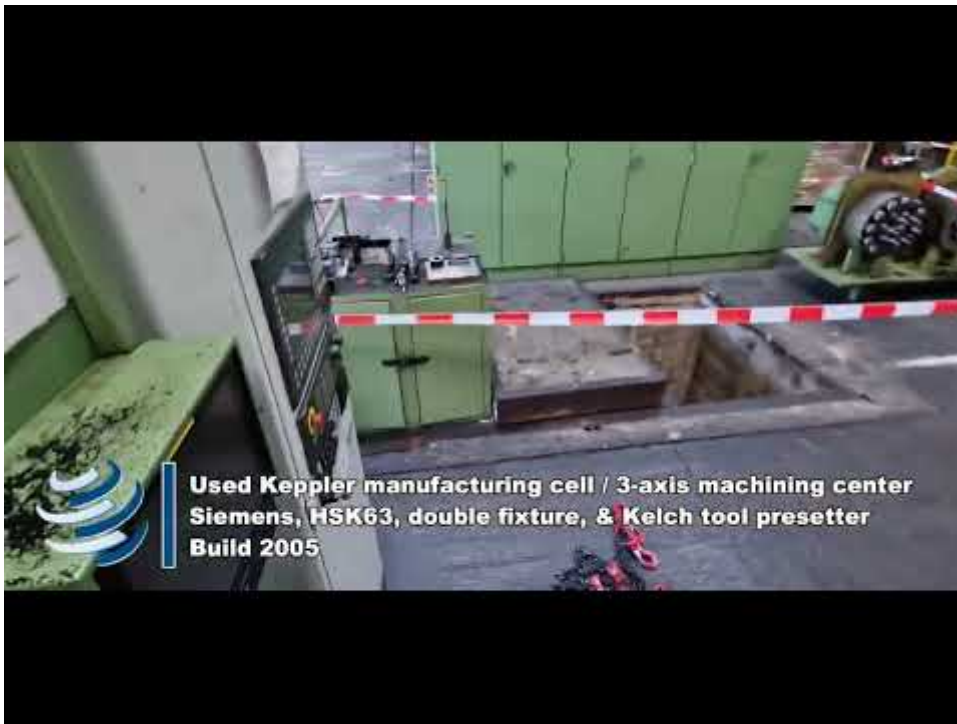 Used Keppler manufacturing cell / 3-axis machining center
Siemens, HSK63, double fixture, & Kelch tool presetter
Build 2005